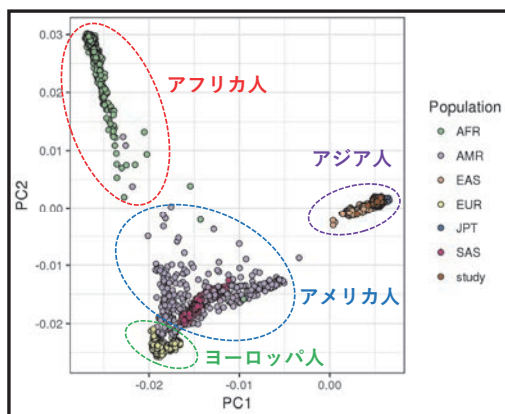 0.03
0.02
0.01
0.00
-0.01
-0.02
PC2
-0.02
-0.01
0.00
PC1
アフリカ人
アジア人
アメリカ人
ヨーロッパ人
Population
AFR
AMR
EAS
EUR
JPT
SAS
study